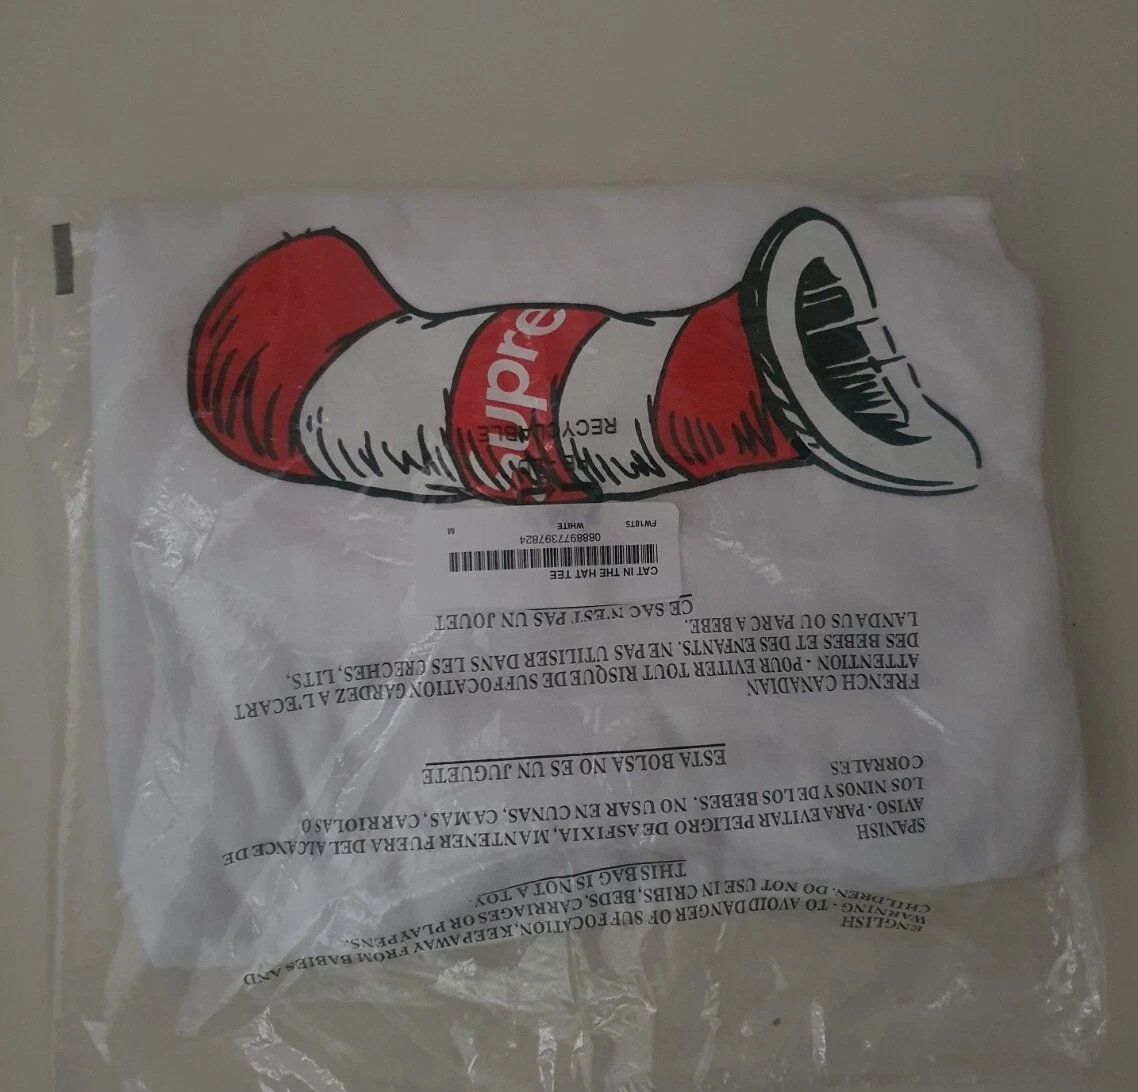 ENGLISH
WARNING - TO AVOID DANGER OF SUFFOCATION, KEEP AWAY FROM BABIES AND
CHILDREN. DO NOT USE IN CRIBS, BEDS, CARRIAGES OR PLAYPENS.
THIS BAG IS NOT A TOY.
SPANISH
AVISO - PARA EVITAR PELIGRO DE ASFIXIA, MANTENER FUERA DEL ALCANCE DE
LOS NINOS Y DE LOS BEBES. NO USAR EN CUNAS, CAMAS, CARRIOLAS O
CORRALES
ESTA BOLSA NO ES UN JUGUETE
FRENCH CANADIAN
ATTENTION - POUR EVITER TOUT RISQUE DE SUFFOCATION GARDEZ A L'ECART
DES BEBES ET DES ENFANTS. NE PAS UTILISER DANS LES CRECHES, LITS,
LANDAUS OU PARC A BEBE.
CE SAC N'EST PAS UN JOUET
CAT IN THE HAT TEE
088897739​7824
FW18T5 WHITE M
RECYCLABLE
Supre